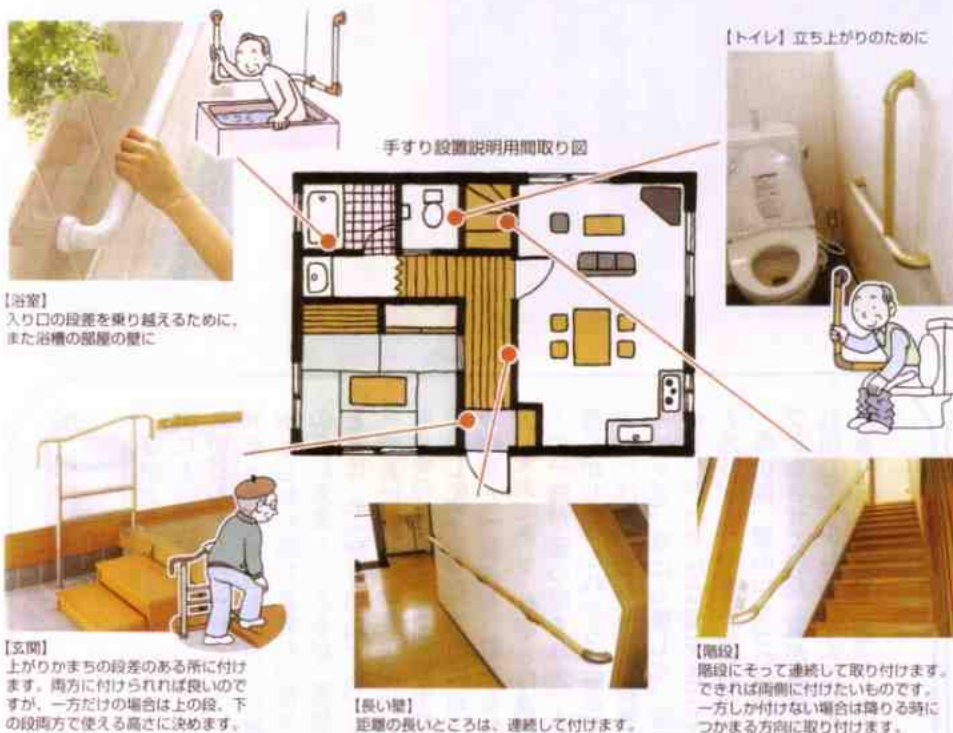 【トイレ】立ち上がりのために
手すり設置説明用間取り図
【浴室】
入り口の段差を乗り越えるために、
また浴槽の部屋の壁に
【玄関】
上がりかまちの段差のある所に付け
ます。両方に付けられれば良いので
すが、一方だけの場合は上の段、下
の段両方で使える高さに決めます。
【長い壁】
距離の長いところは、連続して付けます。
【階段】
階段にそって連続して取り付けます。
できれば両側に付けたいものです。
一方しか付けない場合は降りる時に
つかまる方向に取り付けます。